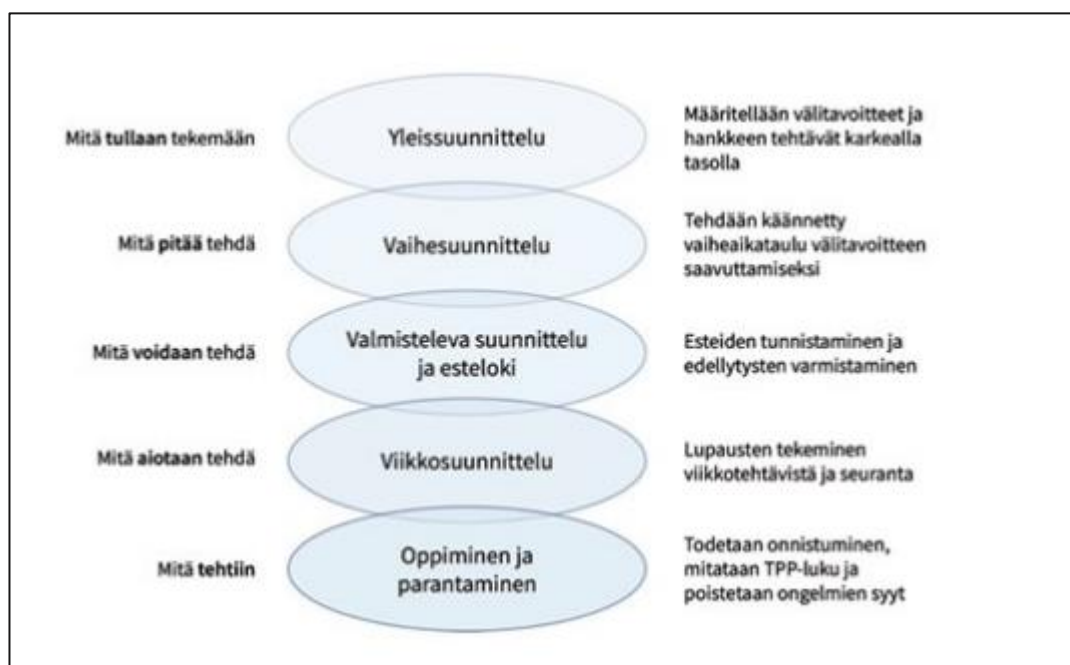 Mitä tullaan tekemään
Yleissuunnittelu
Määritellään välitavoitteet ja
hankkeen tehtävät karkealla
tasolla
Mitä pitää tehdä
Vaihesuunnittelu
Tehdään käännetty
vaiheaikataulu välitavoitteen
saavuttamiseksi
Mitä voidaan tehdä
Valmisteleva suunnittelu
ja esteloki
Esteiden tunnistaminen ja
edellytysten varmistaminen
Mitä aiotaan tehdä
Viikkosuunnittelu
Lupausten tekeminen
viikkotehtävistä ja seuranta
Mitä tehtiin
Oppiminen ja
parantaminen
Todetaan onnistuminen,
mitataan TPP-luku ja
poistetaan ongelmien syyt